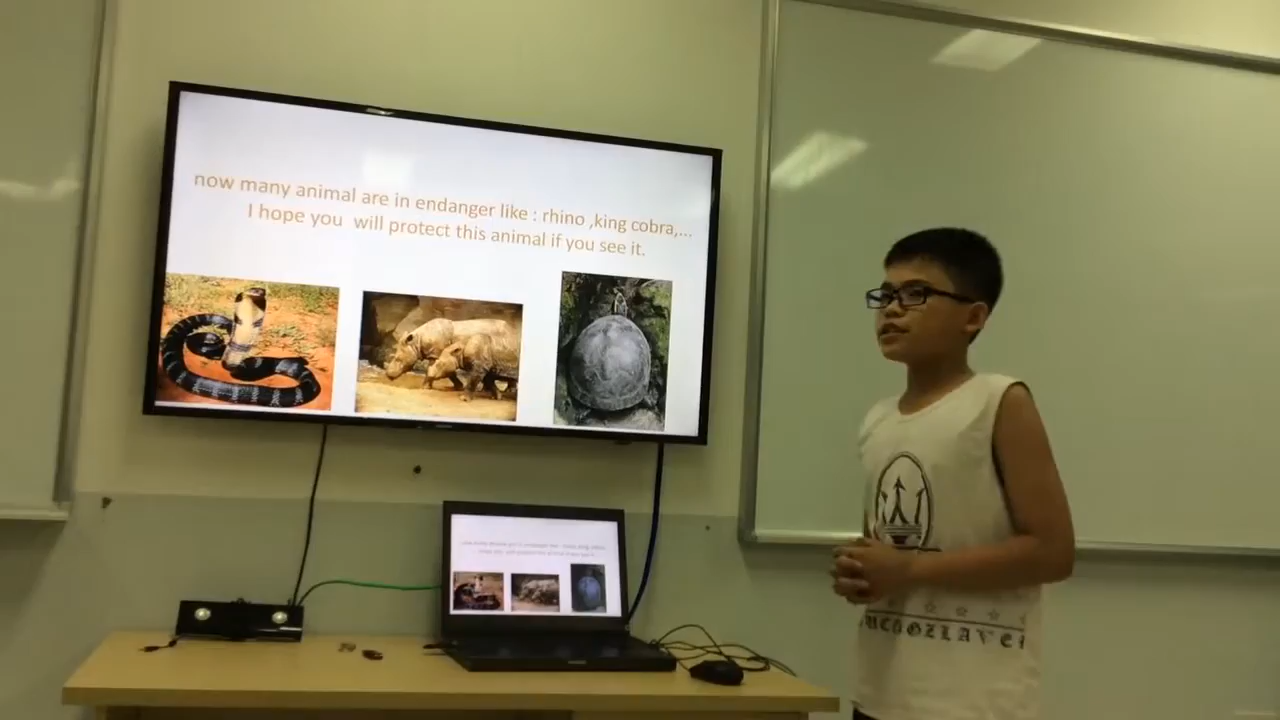 now many animal are in endanger like : rhino ,king cobra,...
I hope you will protect this animal if you see it.